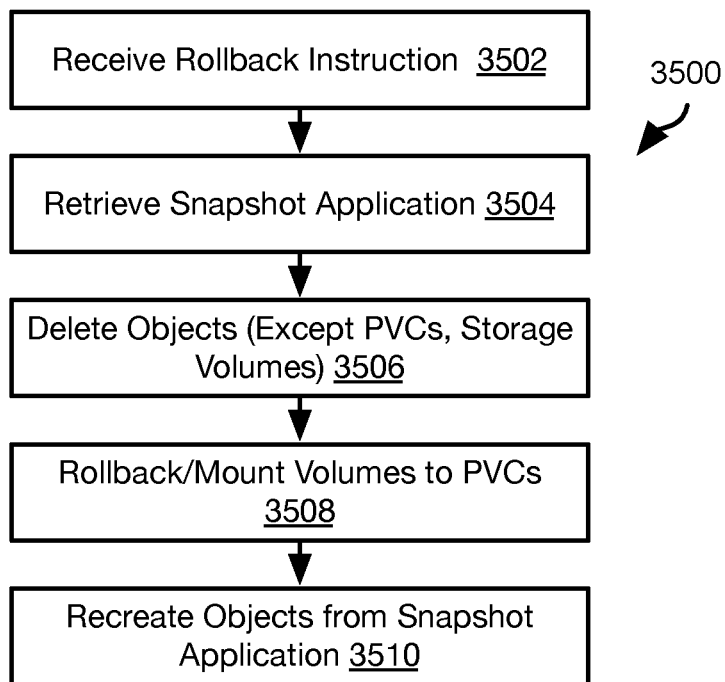 Receive Rollback Instruction 3502
3500
Retrieve Snapshot Application 3504
Delete Objects (Except PVCs, Storage
Volumes) 3506
Rollback/Mount Volumes to PVCs
3508
Recreate Objects from Snapshot
Application 3510